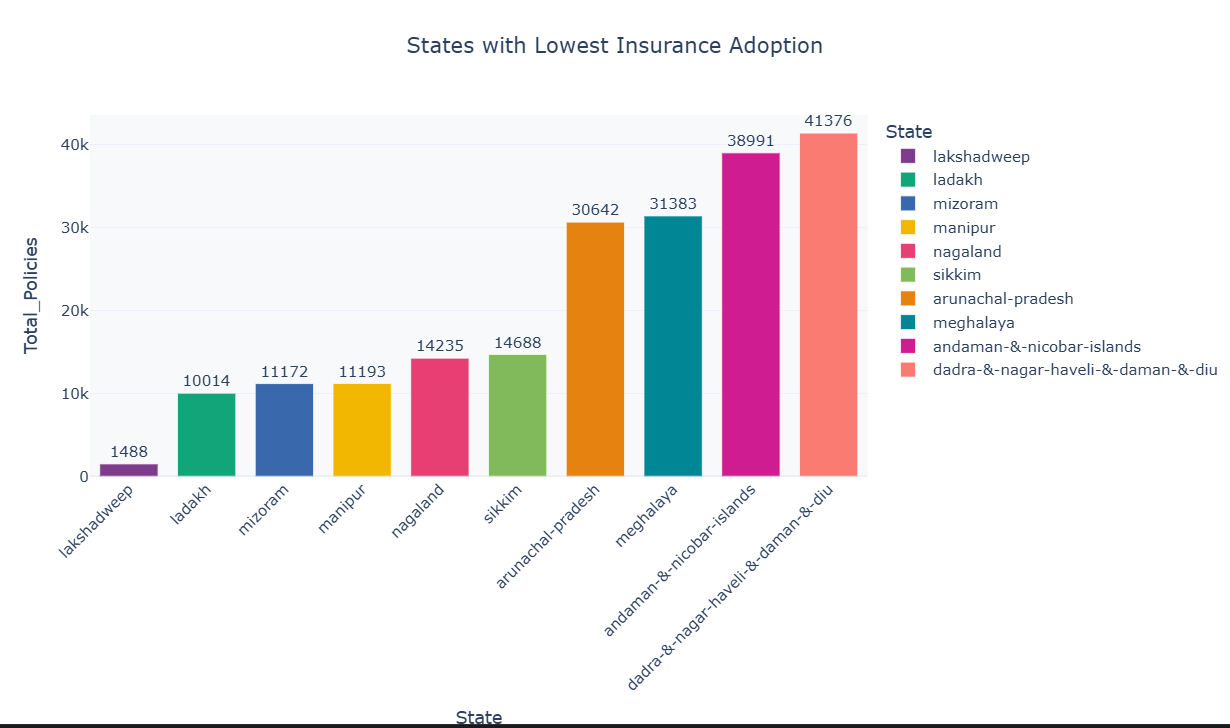 States with Lowest Insurance Adoption
Total_Policies
40k
30k
20k
10k
0
1488
10014
11172
11193
14235
14688
30642
31383
38991
41376
lakshadweep
ladakh
mizoram
manipur
nagaland
sikkim
arunachal-pradesh
meghalaya
andaman-&-nicobar-islands
dadra-&-nagar-haveli-&-daman-&-diu
State
State
lakshadweep
ladakh
mizoram
manipur
nagaland
sikkim
arunachal-pradesh
meghalaya
andaman-&-nicobar-islands
dadra-&-nagar-haveli-&-daman-&-diu